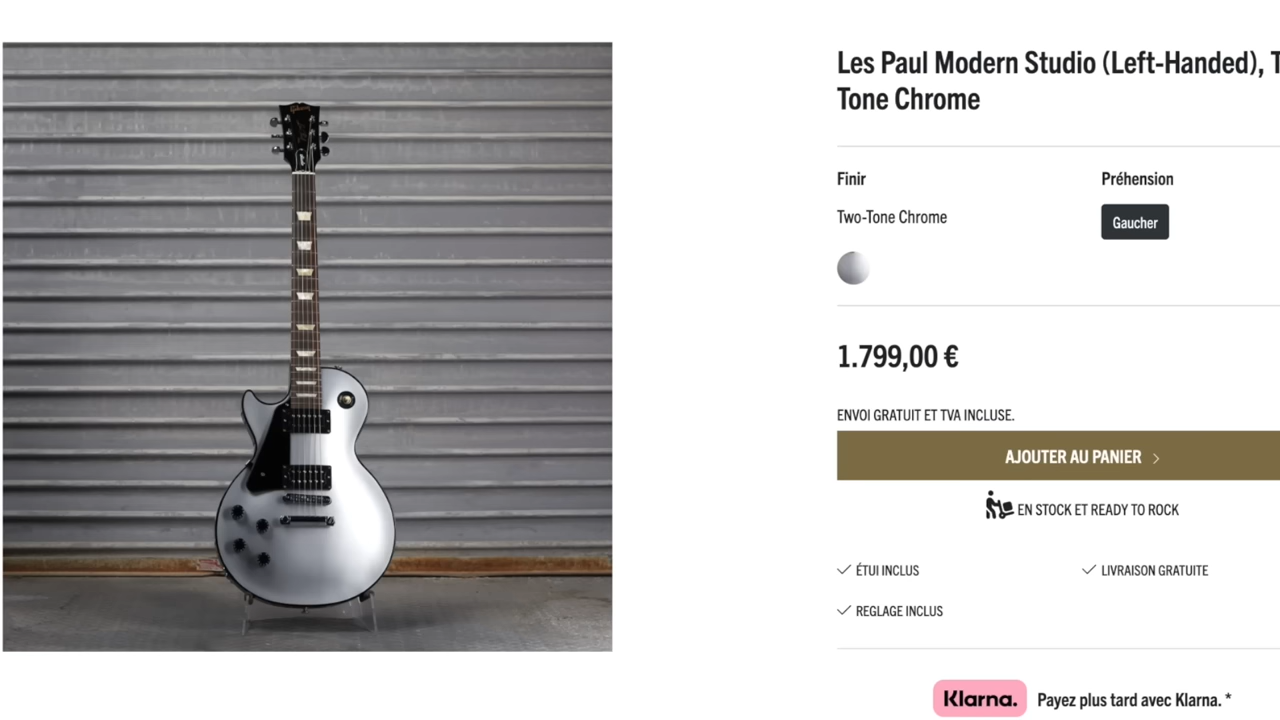 Les Paul Modern Studio (Left-Handed), T
Tone Chrome
Finir
Préhension
Two-Tone Chrome
Gaucher
1.799,00 €
ENVOI GRATUIT ET TVA INCLUSE.
AJOUTER AU PANIER
EN STOCK ET READY TO ROCK
ÉTUI INCLUS
LIVRAISON GRATUITE
REGLAGE INCLUS
Klarna. Payez plus tard avec Klarna. *
Gibson